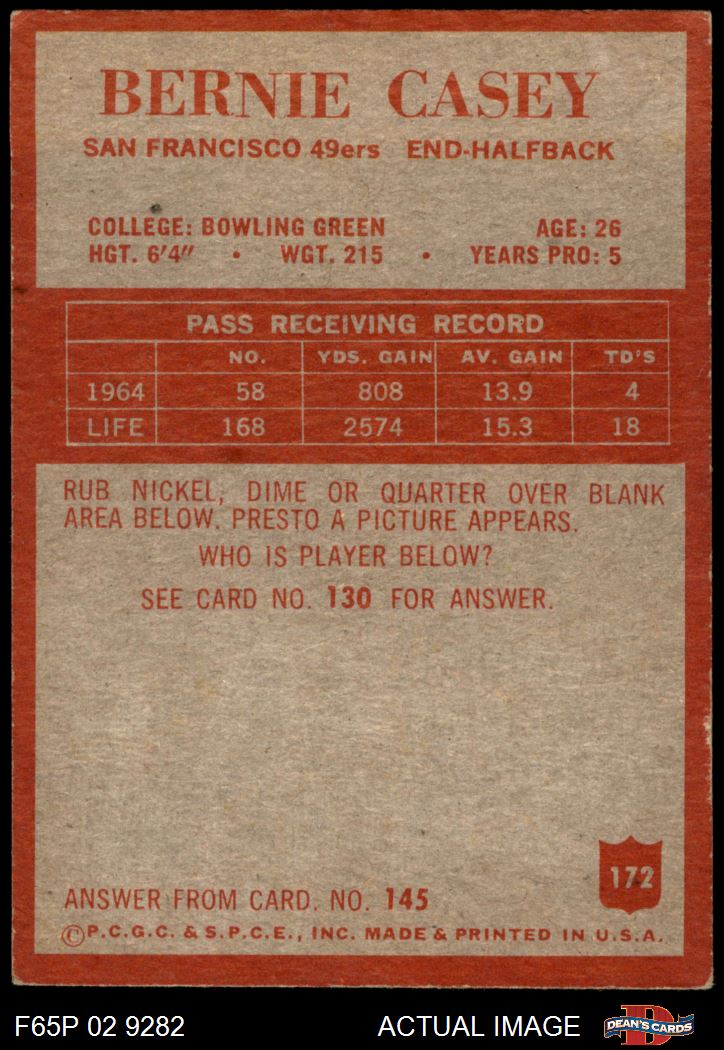 BERNIE CASEY
SAN FRANCISCO 49ers END-HALFBACK
COLLEGE: BOWLING GREEN AGE: 26
HGT. 6'4" • WGT. 215 • YEARS PRO: 5
PASS RECEIVING RECORD
NO. YDS. GAIN AV. GAIN TD'S
1964 58 808 13.9 4
LIFE 168 2574 15.3 18
RUB NICKEL, DIME OR QUARTER OVER BLANK
AREA BELOW. PRESTO A PICTURE APPEARS.
WHO IS PLAYER BELOW?
SEE CARD NO. 130 FOR ANSWER.
172
ANSWER FROM CARD. NO. 145
©P.C.G.C. & S.P.C.E., INC. MADE & PRINTED IN U.S.A.
F65P 02 9282 ACTUAL IMAGE DEAN'S CARDS